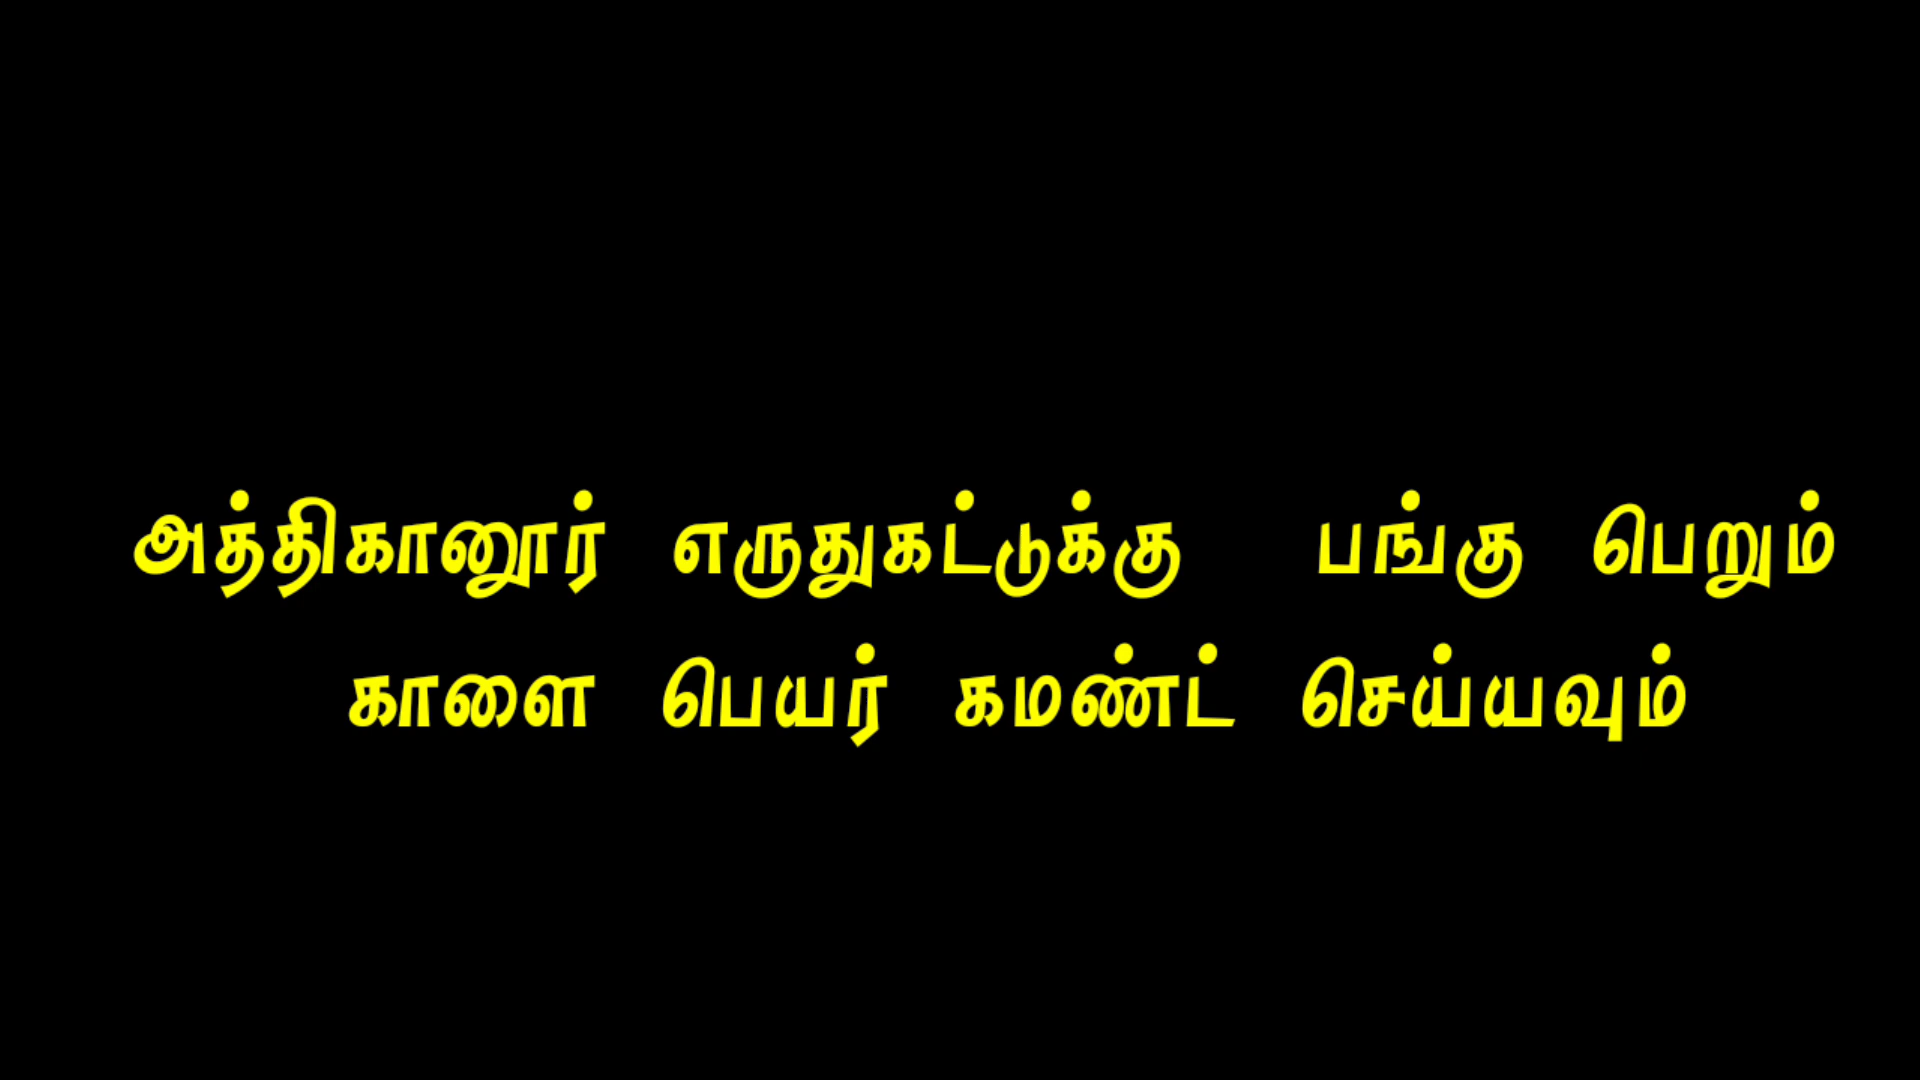 அத்திகானூர் எருதுகட்டுக்கு பங்கு பெறும்
காளை பெயர் கமண்ட் செய்யவும்